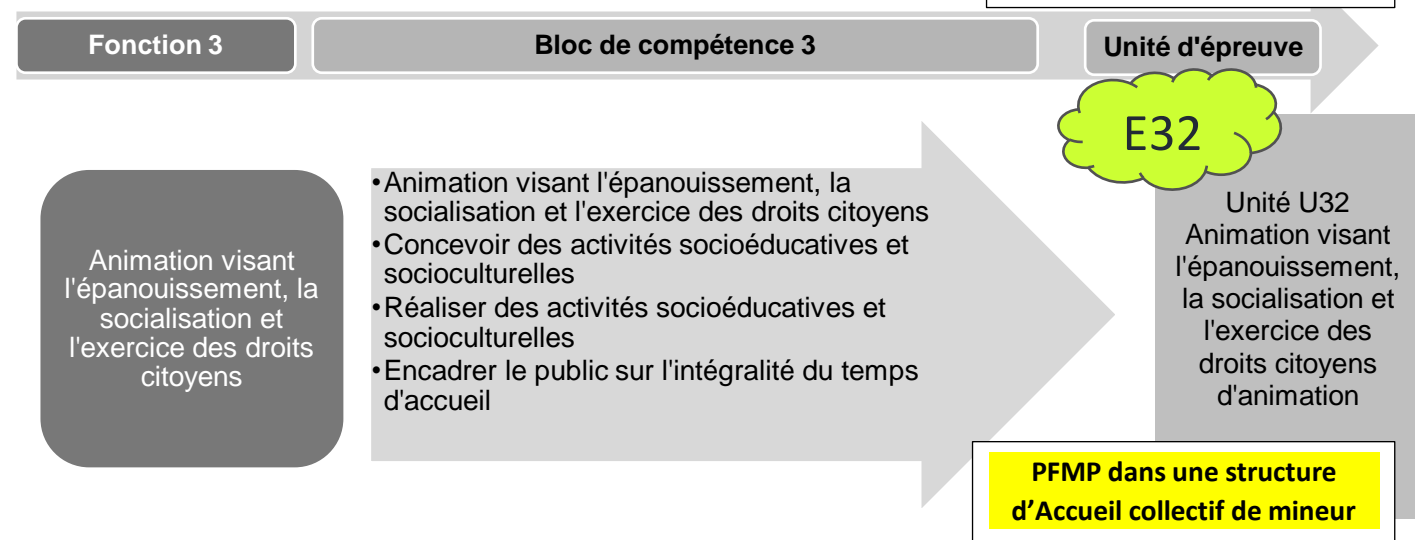 Fonction 3
Bloc de compétence 3
Unité d'épreuve
E32
Animation visant
l'épanouissement, la
socialisation et
l'exercice des droits
citoyens
•Animation visant l'épanouissement, la
socialisation et l'exercice des droits citoyens
•Concevoir des activités socioéducatives et
socioculturelles
•Réaliser des activités socioéducatives et
socioculturelles
•Encadrer le public sur l'intégralité du temps
d'accueil
Unité U32
Animation visant
l'épanouissement,
la socialisation et
l'exercice des
droits citoyens
d'animation
PFMP dans une structure
d’Accueil collectif de mineur